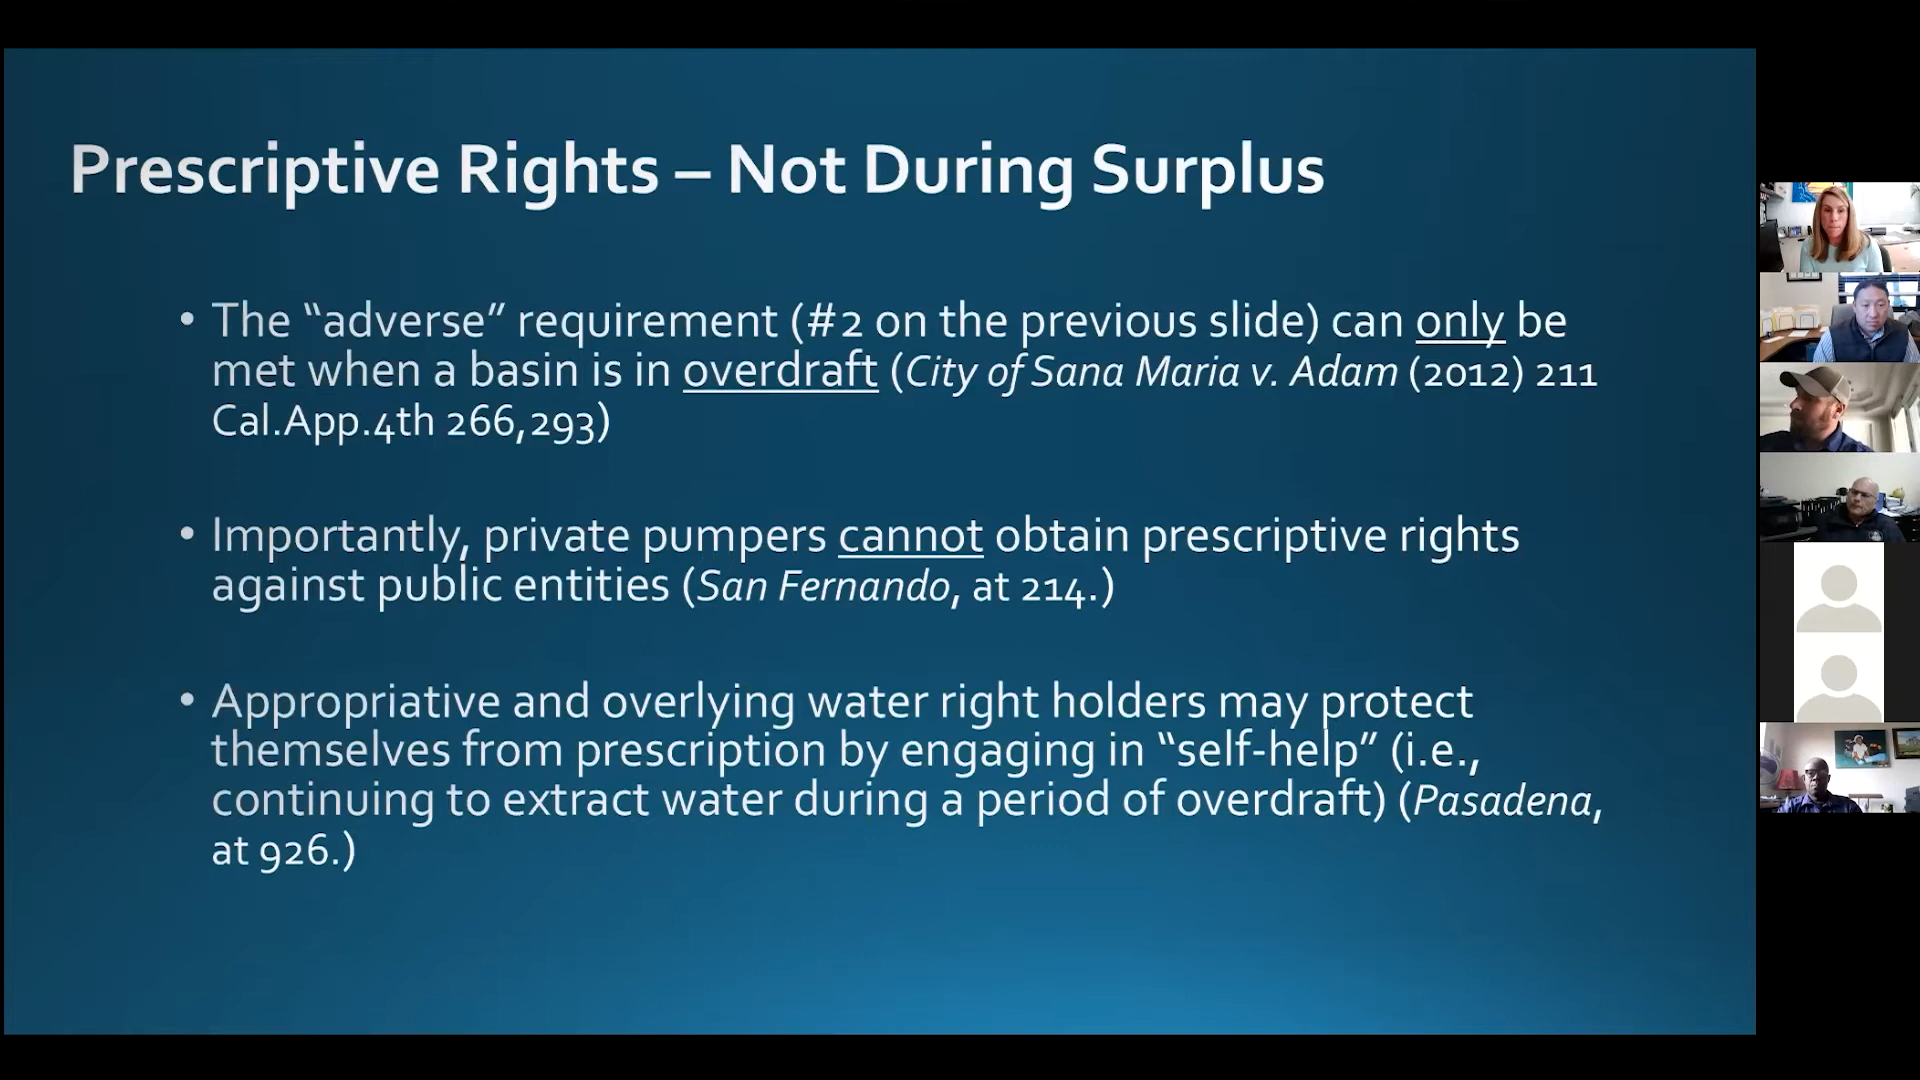 Prescriptive Rights – Not During Surplus
• The “adverse” requirement (#2 on the previous slide) can only be
met when a basin is in overdraft (City of Sana Maria v. Adam (2012) 211
Cal.App.4th 266,293)
• Importantly, private pumpers cannot obtain prescriptive rights
against public entities (San Fernando, at 214.)
• Appropriative and overlying water right holders may protect
themselves from prescription by engaging in “self-help” (i.e.,
continuing to extract water during a period of overdraft) (Pasadena,
at 926.)